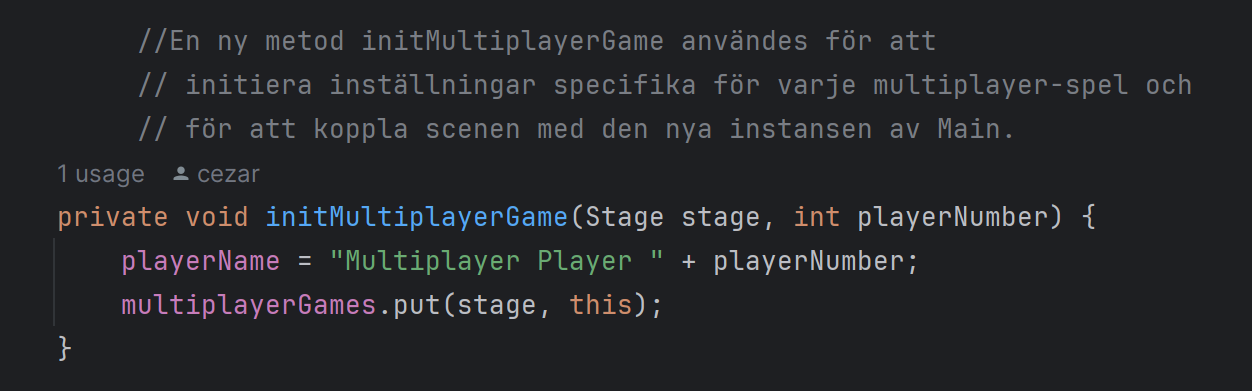 //En ny metod initMultiplayerGame användes för att
// initiera inställningar specifika för varje multiplayer-spel och
// för att koppla scenen med den nya instansen av Main.
1 usage cezar
private void initMultiplayerGame(Stage stage, int playerNumber) {
playerName = "Multiplayer Player " + playerNumber;
multiplayerGames.put(stage, this);
}